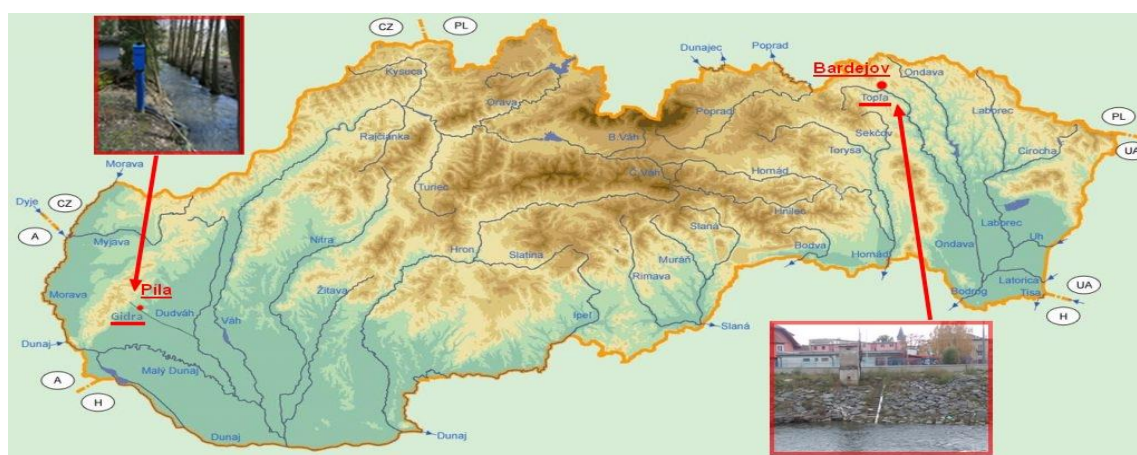 CZ
PL
Dunajec
Poprad
Kysuca
Bardejov
Ondava
Topľa
Laborec
Orava
Poprad
Rajčianka
B.Váh
Sekčov
PL
UA
Torysa
Cirocha
Morava
Č.Váh
Turiec
Hornád
Dyje
CZ
A
Hnilec
Myjava
Nitra
Hron
Slatina
Slaná
Laborec
Uh
Muráň
Bodva
Hornád
Ondava
Rimava
Latorica
UA
Píla
Žitava
Bodrog
Tisa
H
Morava
Gidra
Dudváh
Váh
Ipeľ
Slaná
Dunaj
Malý Dunaj
A
H
Dunaj
Dunaj